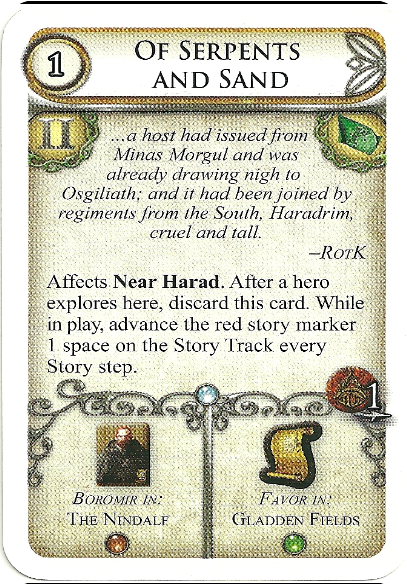 1
OF SERPENTS
AND SAND
II
...a host had issued from
Minas Morgul and was
already drawing nigh to
Osgiliath; and it had been joined by
regiments from the South, Haradrim,
cruel and tall.
–ROTK
Affects Near Harad. After a hero
explores here, discard this card. While
in play, advance the red story marker
1 space on the Story Track every
Story step.
1
BOROMIR IN:
THE NINDALF
FAVOR IN:
GLADDEN FIELDS